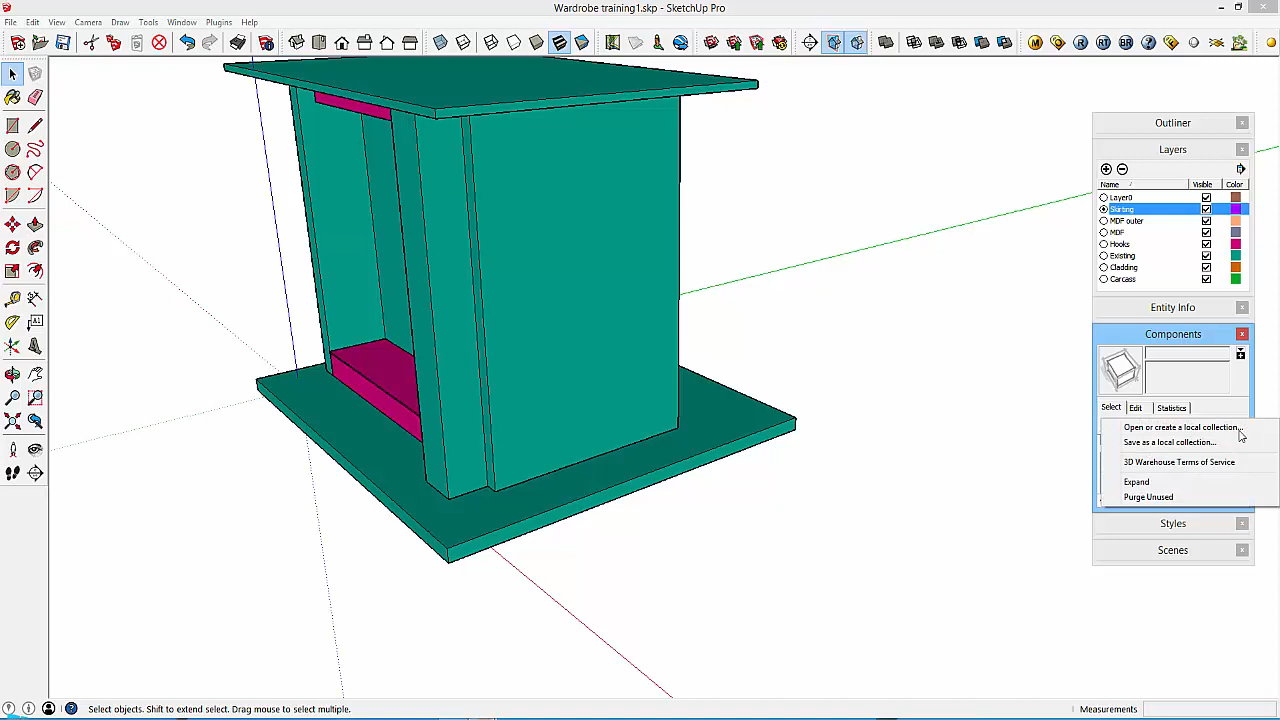 Wardrobe training1.skp - SketchUp Pro
File Edit View Camera Draw Tools Window Plugins Help
Outliner
Layers
Name Visible Color
Layer0
Skirting
MDF outer
MDF
Hooks
Existing
Cladding
Carcass
Entity Info
Components
Select Edit Statistics
Open or create a local collection...
Save as a local collection...
3D Warehouse Terms of Service
Expand
Purge Unused
Styles
Scenes
Select objects. Shift to extend select. Drag mouse to select multiple.
Measurements